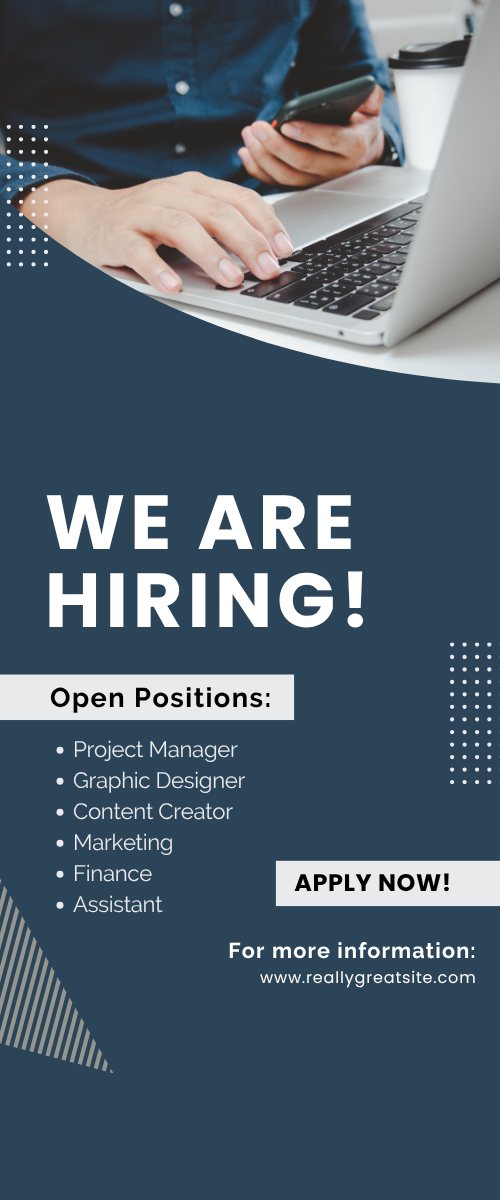 WE ARE
HIRING!
Open Positions:
Project Manager
Graphic Designer
Content Creator
Marketing
Finance
Assistant
APPLY NOW!
For more information:
www.reallygreatsite.com